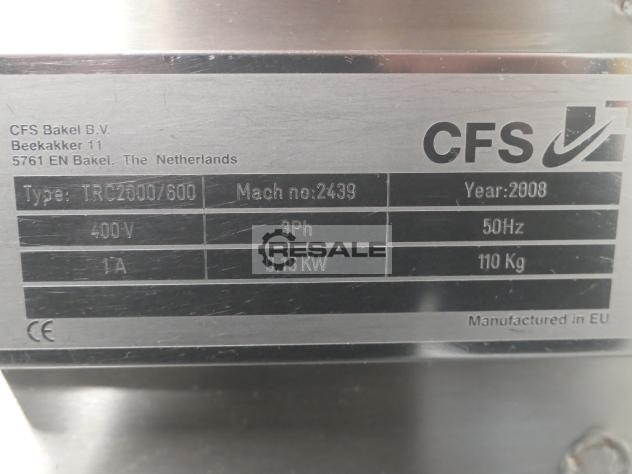 CFS Bakel B.V.
Beekakker 11
5761 EN Bakel, The Netherlands
CFS
Type: TRC2000/600 Mach no:2439 Year:2008
400 V 3Ph 50Hz
1 A KW 110 Kg
RESALE
Manufactured in EU
CE